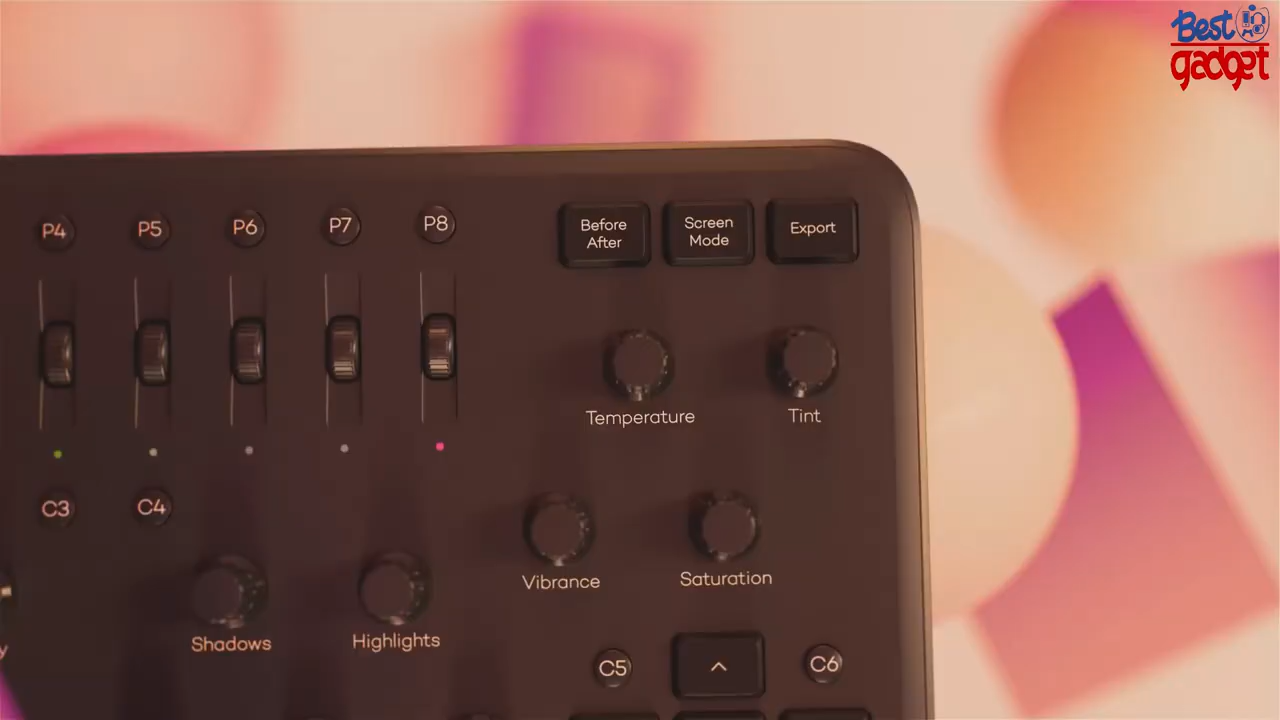 Best
gadget
P4
P5
P6
P7
P8
Before
After
Screen
Mode
Export
Temperature
Tint
C3
C4
Vibrance
Saturation
Shadows
Highlights
C5
C6